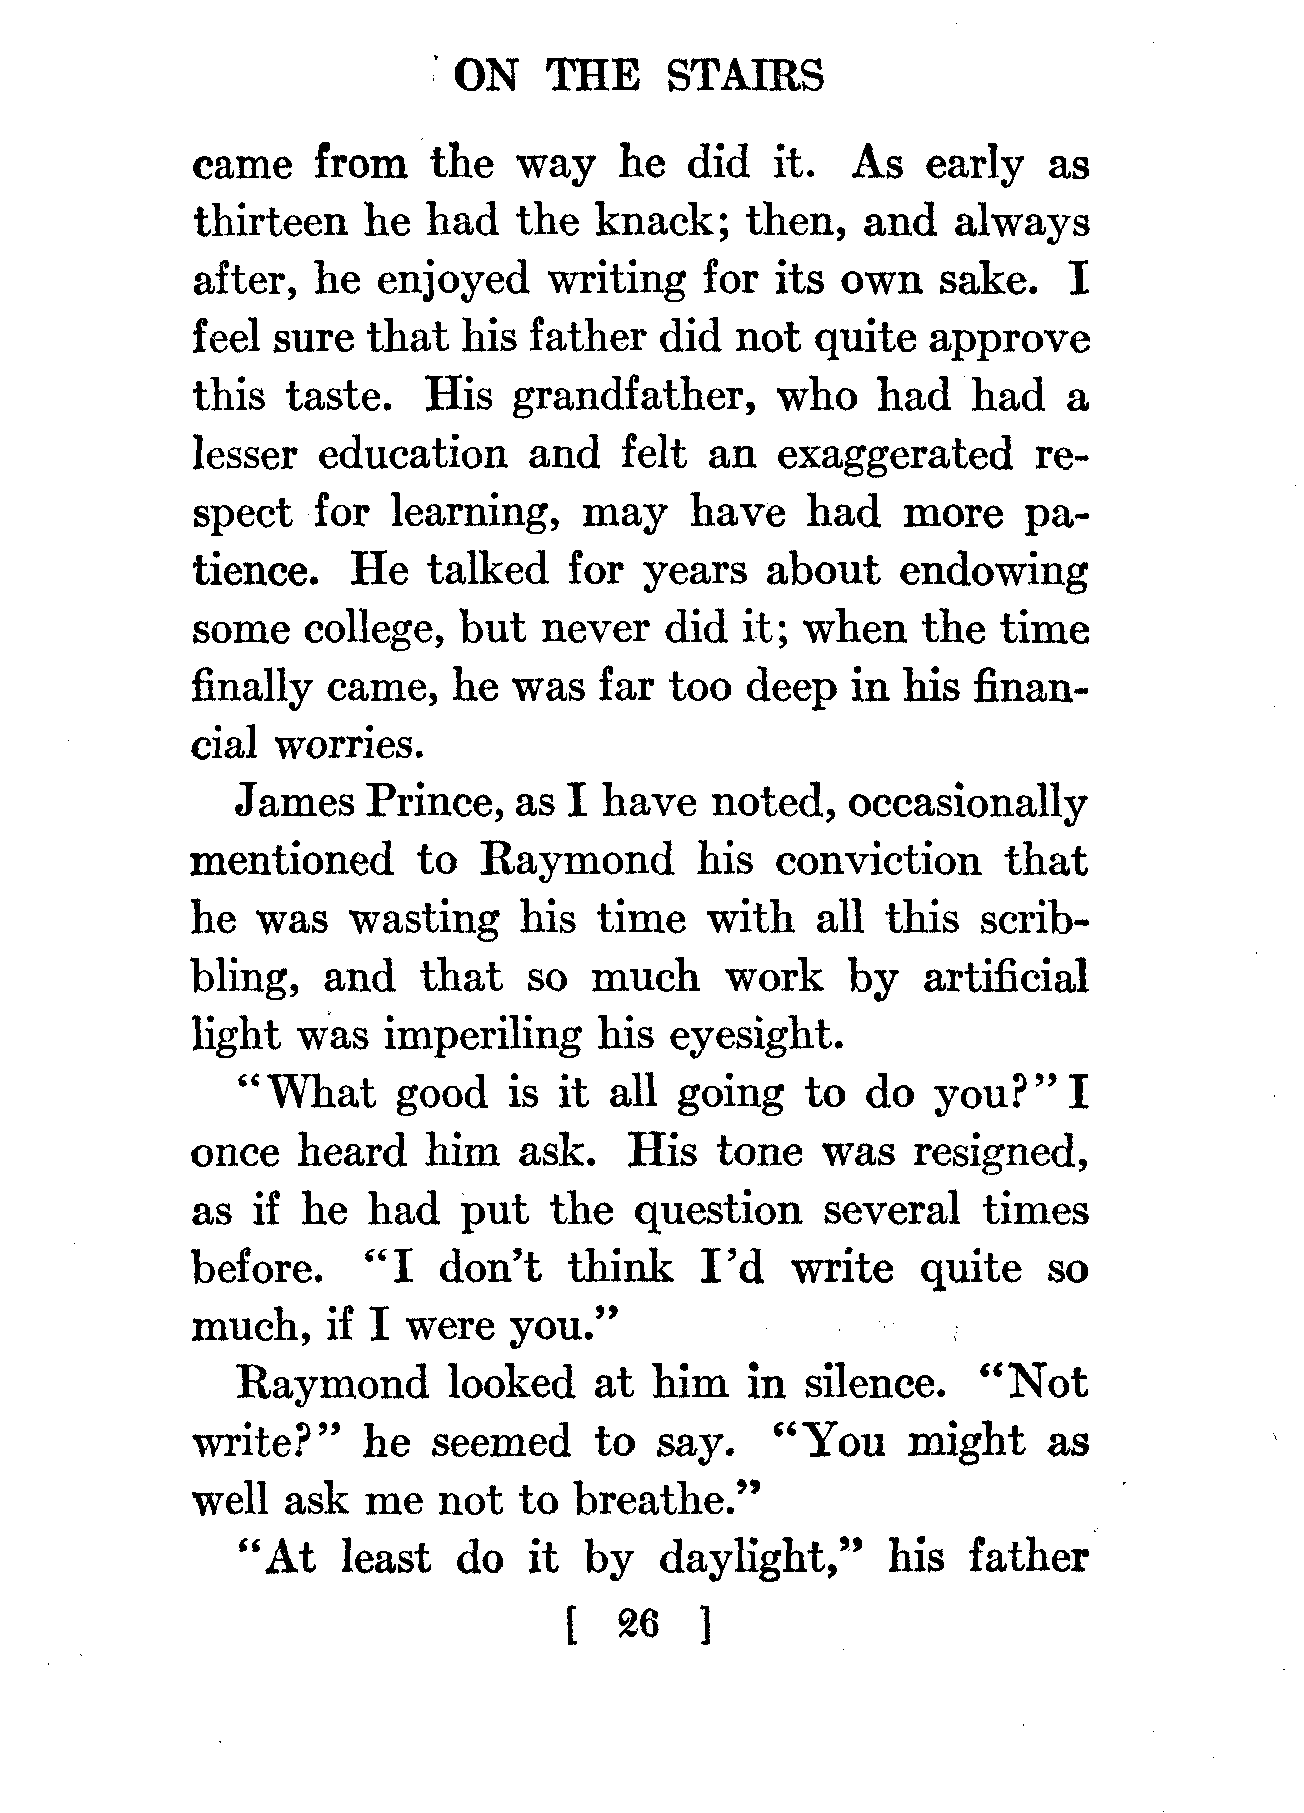 ON THE STAIRS
came from the way he did it. As early as
thirteen he had the knack; then, and always
after, he enjoyed writing for its own sake. I
feel sure that his father did not quite approve
this taste. His grandfather, who had had a
lesser education and felt an exaggerated re-
spect for learning, may have had more pa-
tience. He talked for years about endowing
some college, but never did it; when the time
finally came, he was far too deep in his finan-
cial worries.
James Prince, as I have noted, occasionally
mentioned to Raymond his conviction that
he was wasting his time with all this scrib-
bling, and that so much work by artificial
light was imperiling his eyesight.
“What good is it all going to do you?” I
once heard him ask. His tone was resigned,
as if he had put the question several times
before. “I don’t think I’d write quite so
much, if I were you.”
Raymond looked at him in silence. “Not
write?” he seemed to say. “You might as
well ask me not to breathe.”
“At least do it by daylight,” his father
[ 26 ]